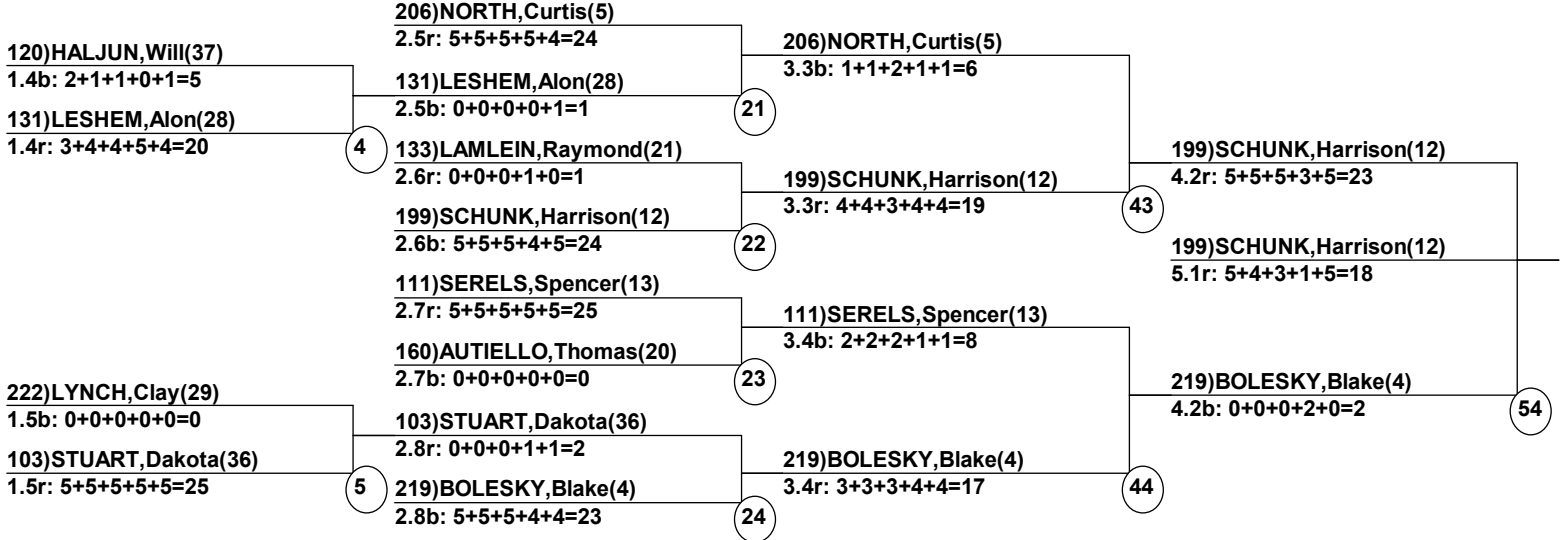 120)HALJUN,Will(37)
1.4b: 2+1+1+0+1=5
131)LESHEM,Alon(28)
1.4r: 3+4+4+5+4=20
4
222)LYNCH,Clay(29)
1.5b: 0+0+0+0+0=0
103)STUART,Dakota(36)
1.5r: 5+5+5+5+5=25
5
206)NORTH,Curtis(5)
2.5r: 5+5+5+5+4=24
131)LESHEM,Alon(28)
2.5b: 0+0+0+0+1=1
21
133)LAMLEIN,Raymond(21)
2.6r: 0+0+0+1+0=1
199)SCHUNK,Harrison(12)
2.6b: 5+5+5+4+5=24
22
111)SERELS,Spencer(13)
2.7r: 5+5+5+5+5=25
160)AUTIELLO,Thomas(20)
2.7b: 0+0+0+0+0=0
23
103)STUART,Dakota(36)
2.8r: 0+0+0+1+1=2
219)BOLESKY,Blake(4)
2.8b: 5+5+5+4+4=23
24
206)NORTH,Curtis(5)
3.3b: 1+1+2+1+1=6
199)SCHUNK,Harrison(12)
3.3r: 4+4+3+4+4=19
43
111)SERELS,Spencer(13)
3.4b: 2+2+2+1+1=8
219)BOLESKY,Blake(4)
3.4r: 3+3+3+4+4=17
44
199)SCHUNK,Harrison(12)
4.2r: 5+5+5+3+5=23
199)SCHUNK,Harrison(12)
5.1r: 5+4+3+1+5=18
219)BOLESKY,Blake(4)
4.2b: 0+0+0+2+0=2
54